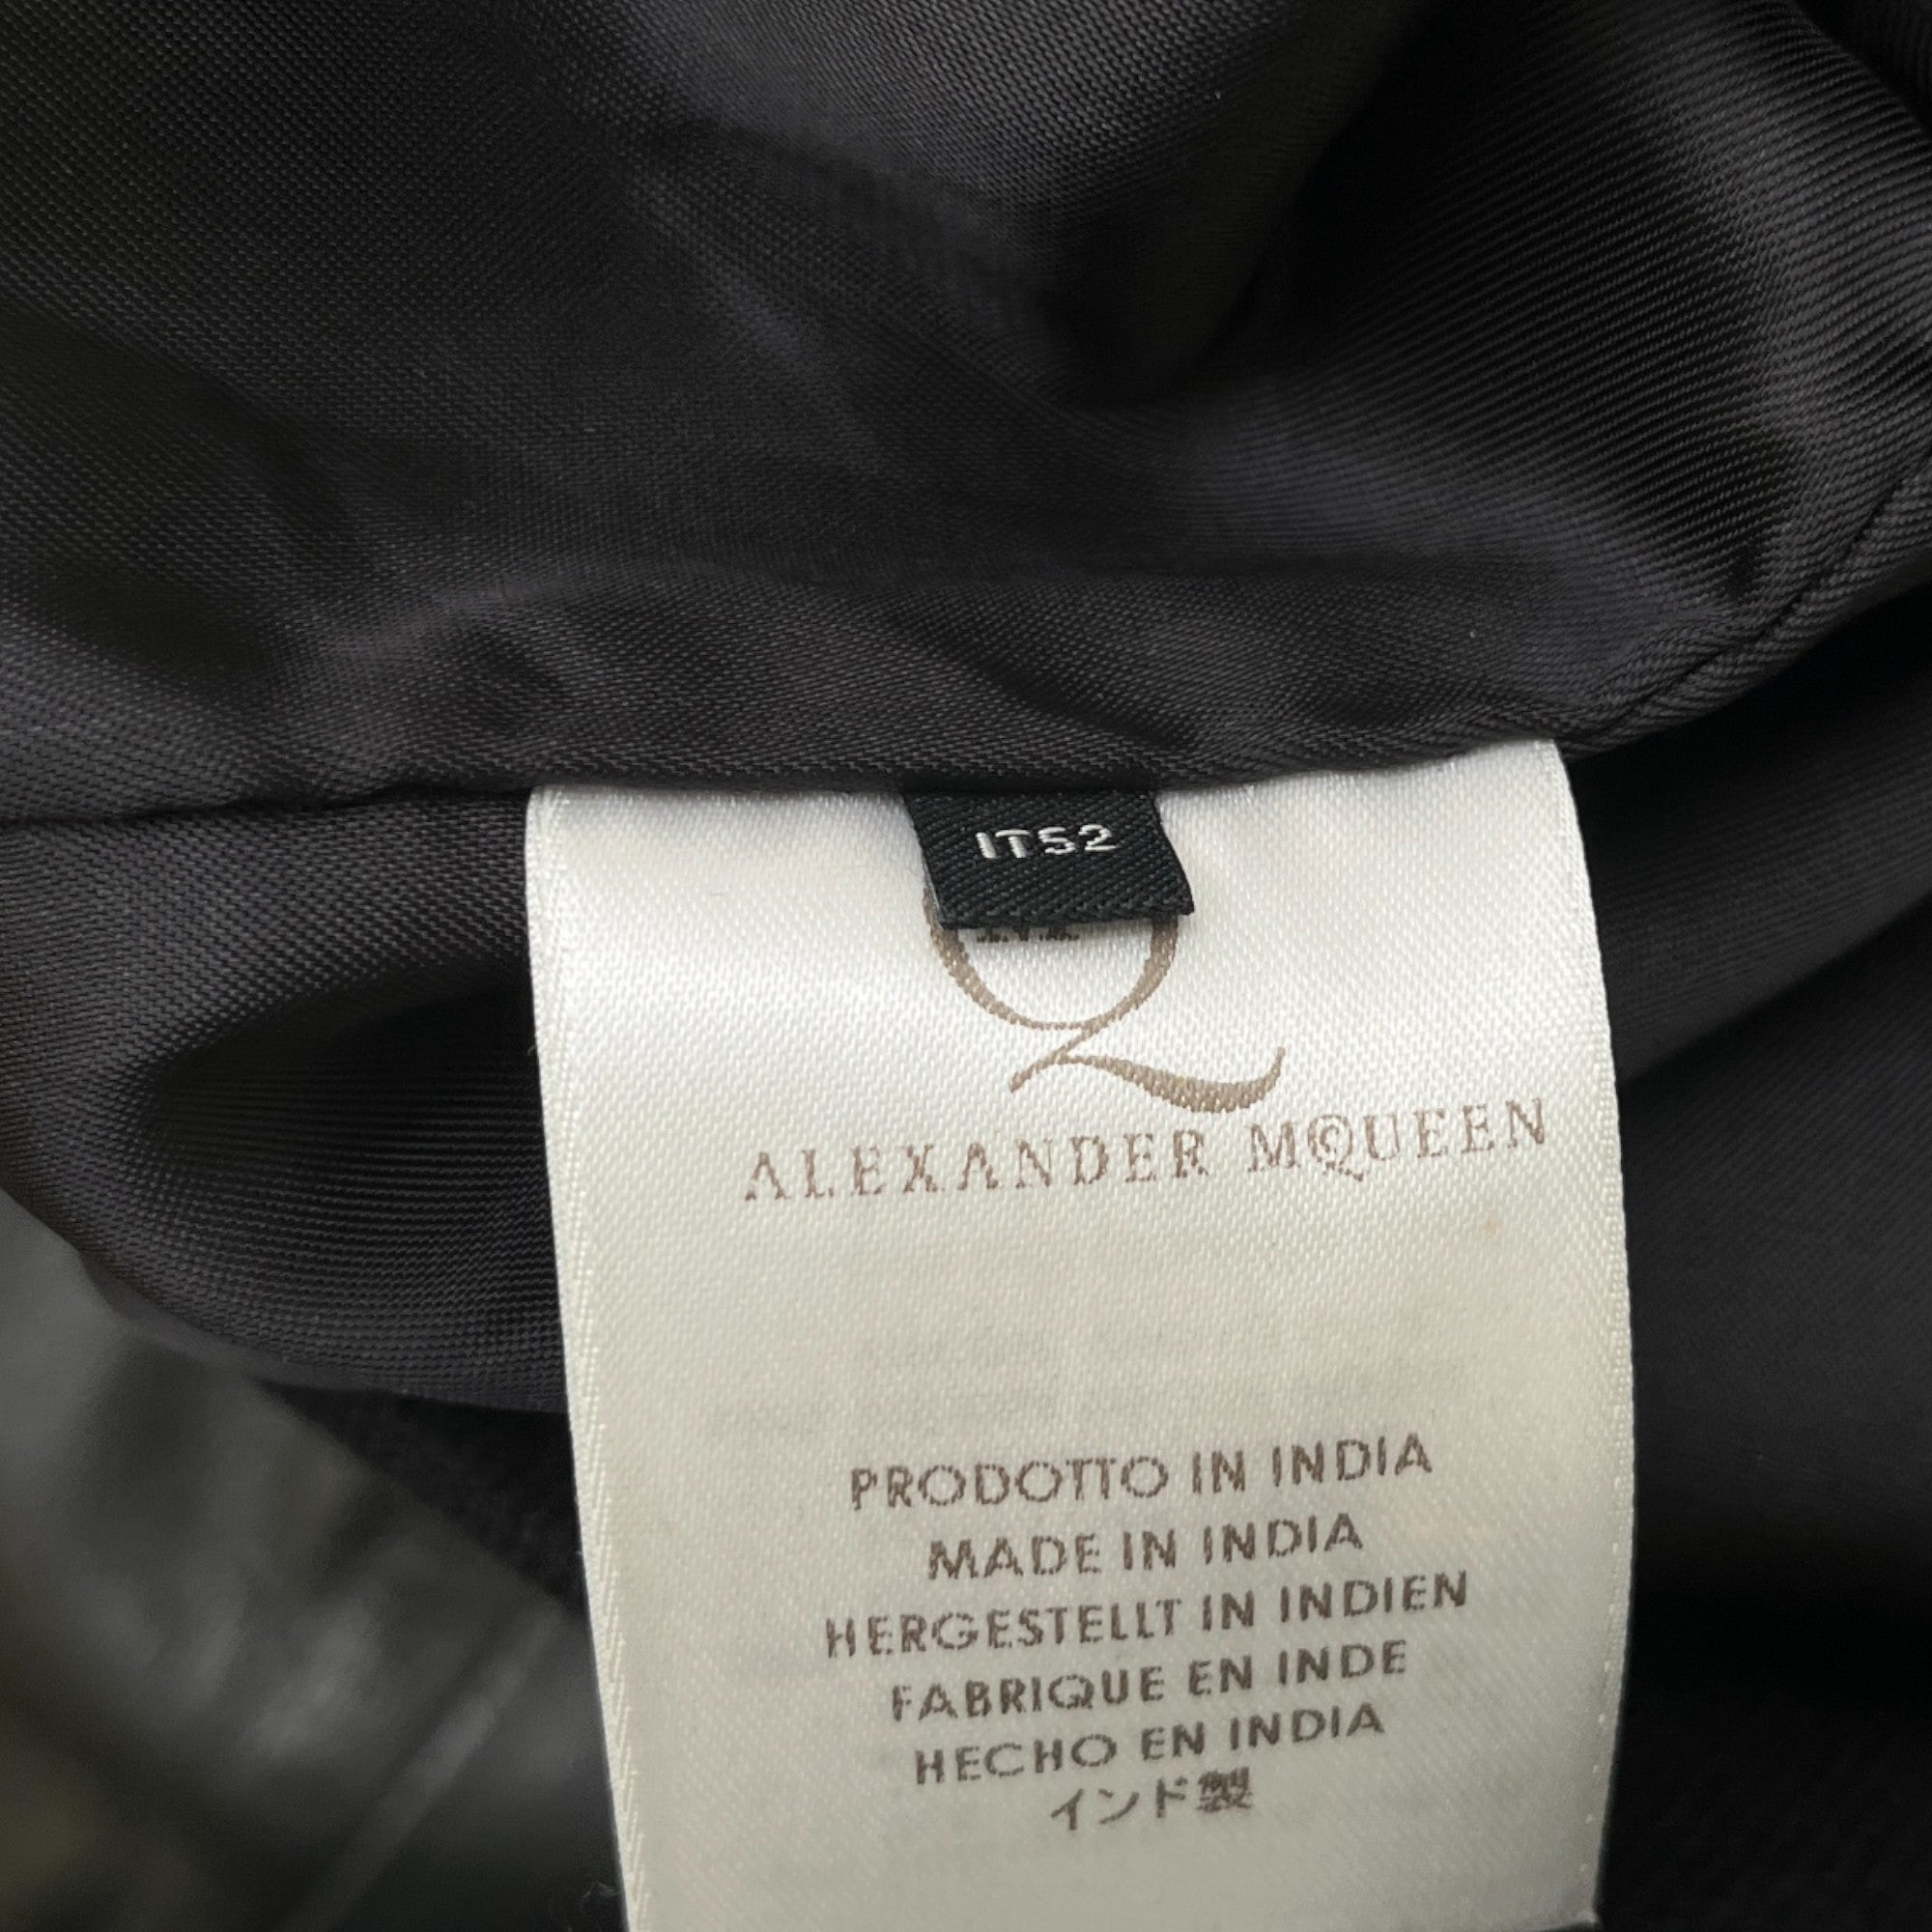 IT52
Q
ALEXANDER MQUEEN
PRODOTTO IN INDIA
MADE IN INDIA
HERGESTELLT IN INDIEN
FABRIQUE EN INDE
HECHO EN INDIA
インド製